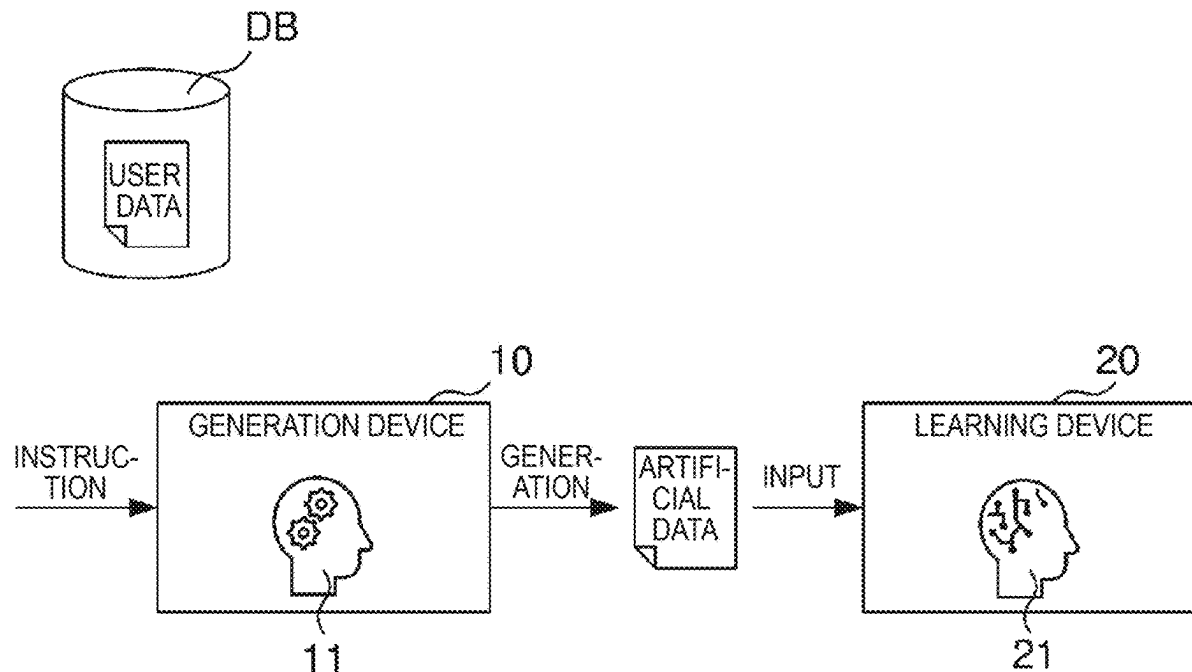 DB
USER
DATA
10
20
GENERATION DEVICE
LEARNING DEVICE
INSTRUC-
TION
GENER-
ATION
ARTIFI-
CIAL
DATA
INPUT
11
21